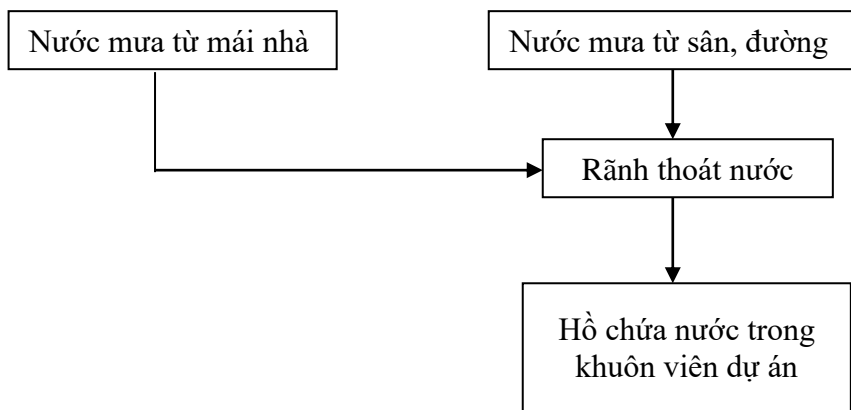 Nước mưa từ mái nhà
Nước mưa từ sân, đường
Rãnh thoát nước
Hồ chứa nước trong
khuôn viên dự án